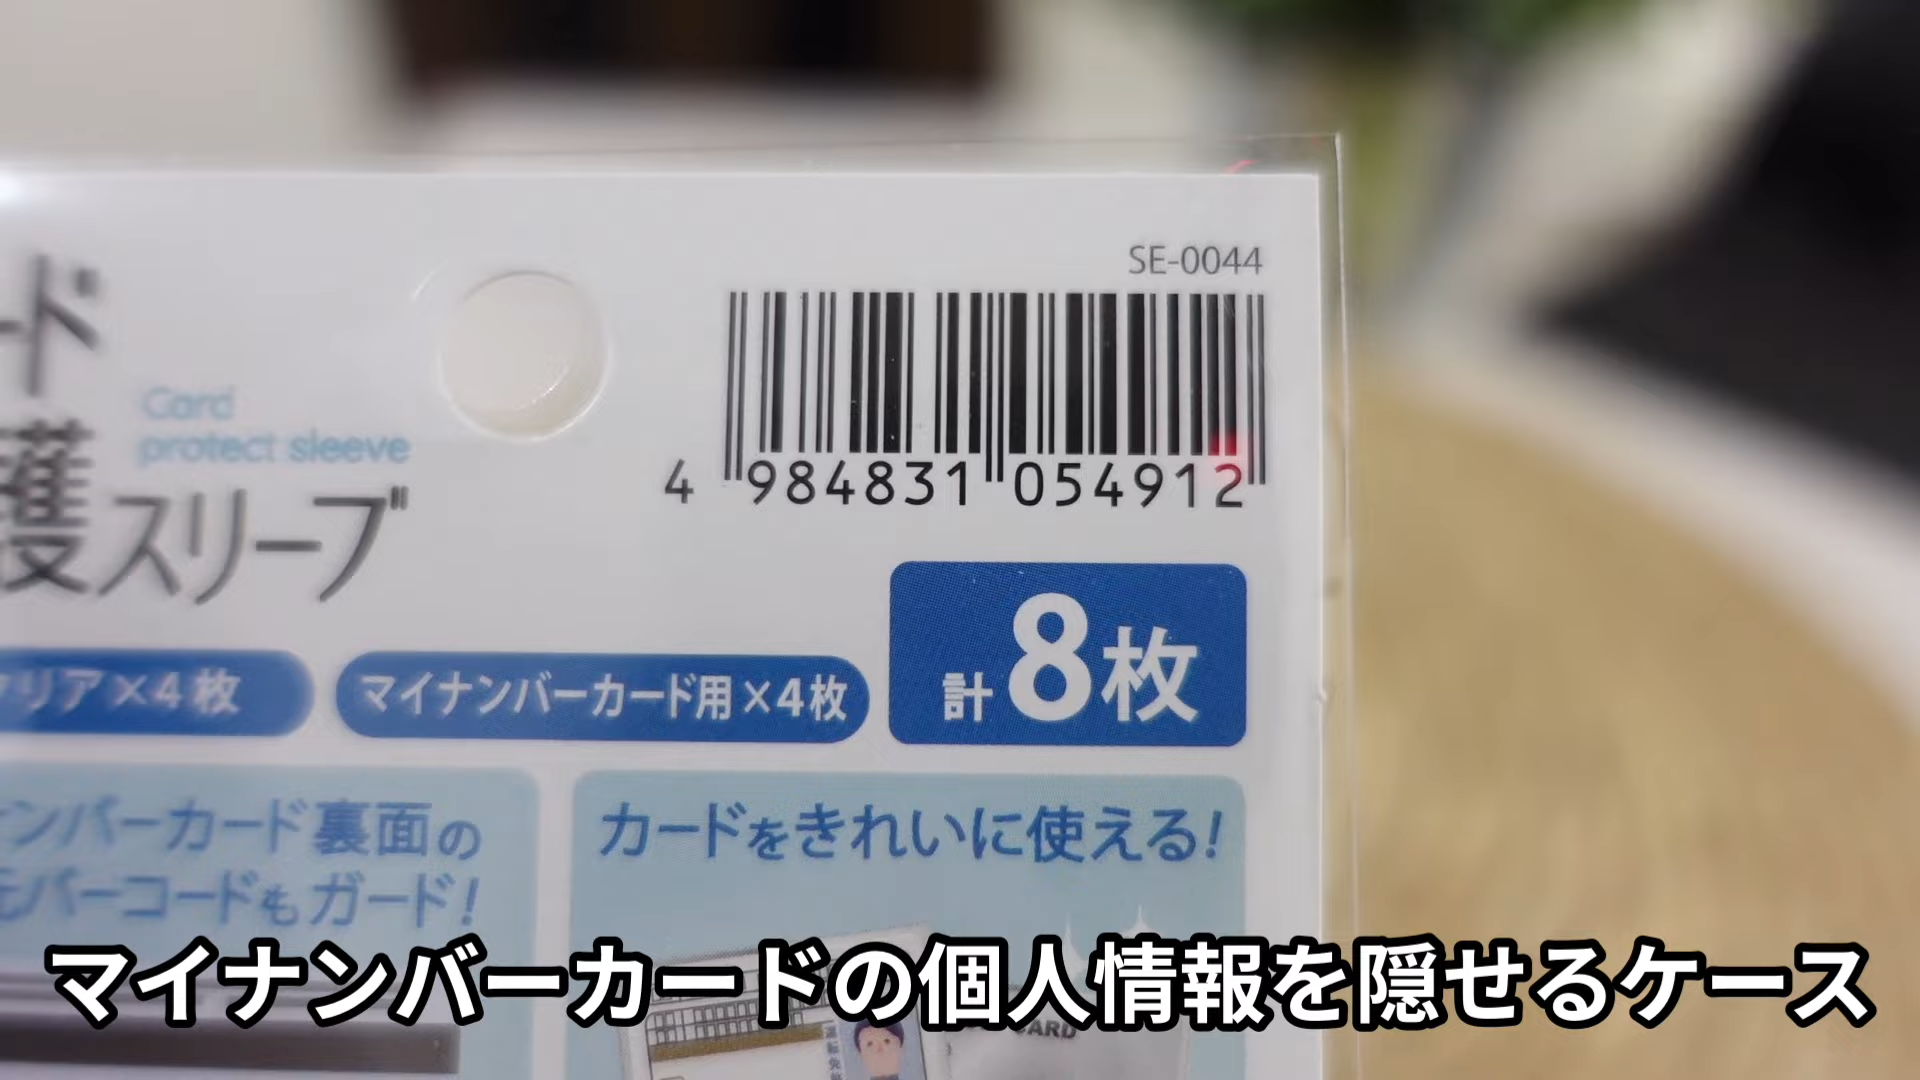 SE-0044
4 984831 054912
ード
Card
protect sleeve
護スリーブ
クリア×4枚
マイナンバーカード用×4枚
計8枚
ナンバーカード裏面の
元バーコードもガード!
カードをきれいに使える!
CARD
マイナンバーカードの個人情報を隠せるケース